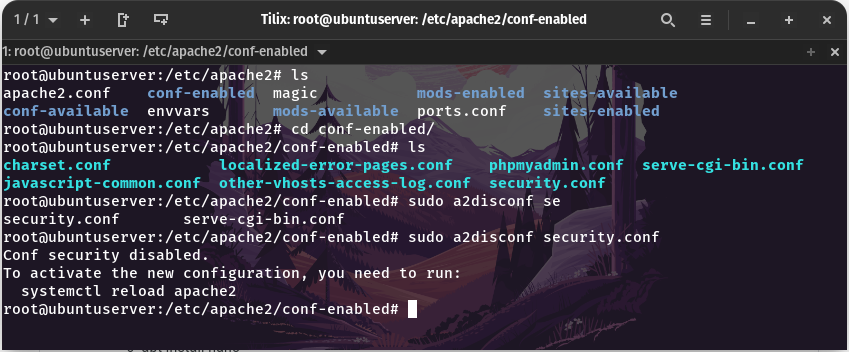 1 / 1
Tilix: root@ubuntuserver: /etc/apache2/conf-enabled
1: root@ubuntuserver: /etc/apache2/conf-enabled
root@ubuntuserver:/etc/apache2# ls
apache2.conf    conf-enabled  magic           mods-enabled  sites-available
conf-available  envvars       mods-available  ports.conf    sites-enabled
root@ubuntuserver:/etc/apache2# cd conf-enabled/
root@ubuntuserver:/etc/apache2/conf-enabled# ls
charset.conf            localized-error-pages.conf    phpmyadmin.conf  serve-cgi-bin.conf
javascript-common.conf  other-vhosts-access-log.conf  security.conf
root@ubuntuserver:/etc/apache2/conf-enabled# sudo a2disconf se
security.conf       serve-cgi-bin.conf
root@ubuntuserver:/etc/apache2/conf-enabled# sudo a2disconf security.conf
Conf security disabled.
To activate the new configuration, you need to run:
  systemctl reload apache2
root@ubuntuserver:/etc/apache2/conf-enabled#